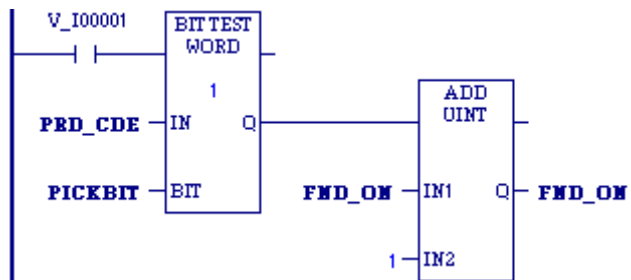 V_I00001
BIT TEST
WORD
1
PRD_CDE
IN
Q
PICKBIT
BIT
ADD
UINT
FND_ON
IN1
Q
FND_ON
1
IN2